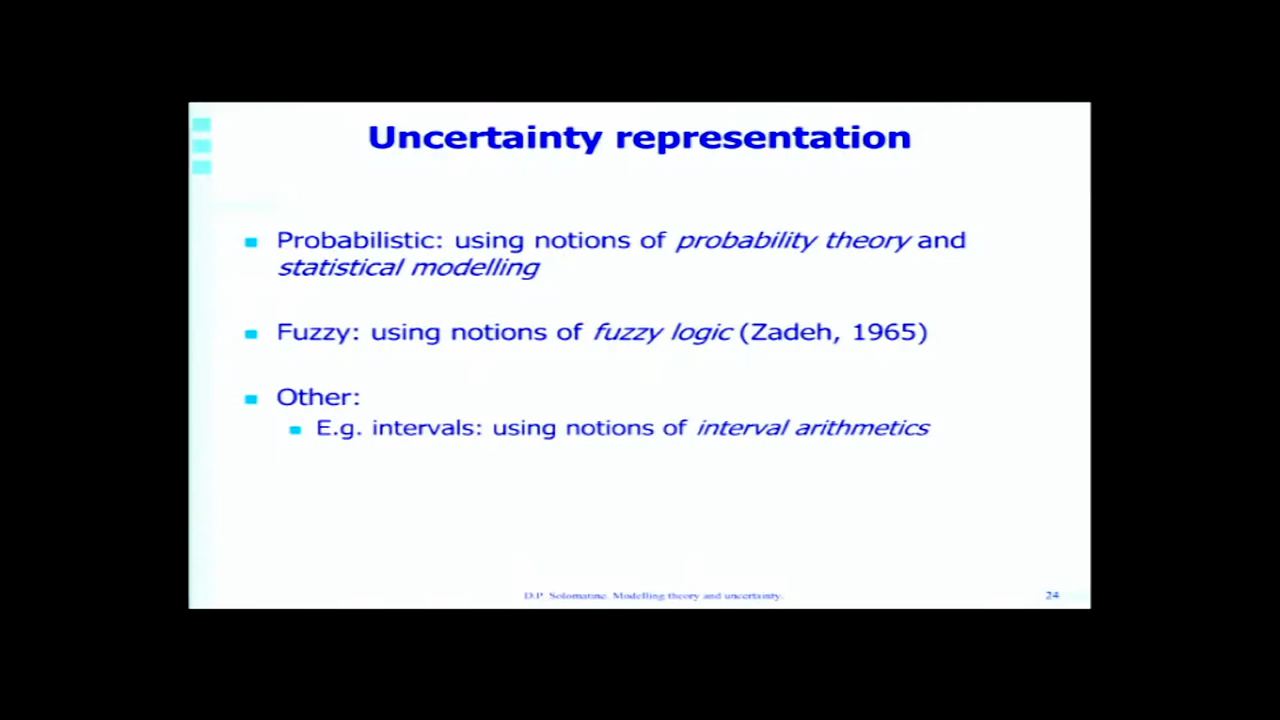 Uncertainty representation
Probabilistic: using notions of probability theory and
statistical modelling
Fuzzy: using notions of fuzzy logic (Zadeh, 1965)
Other:
E.g. intervals: using notions of interval arithmetics
D.P. Solomatine. Modelling theory and uncertainty.
24